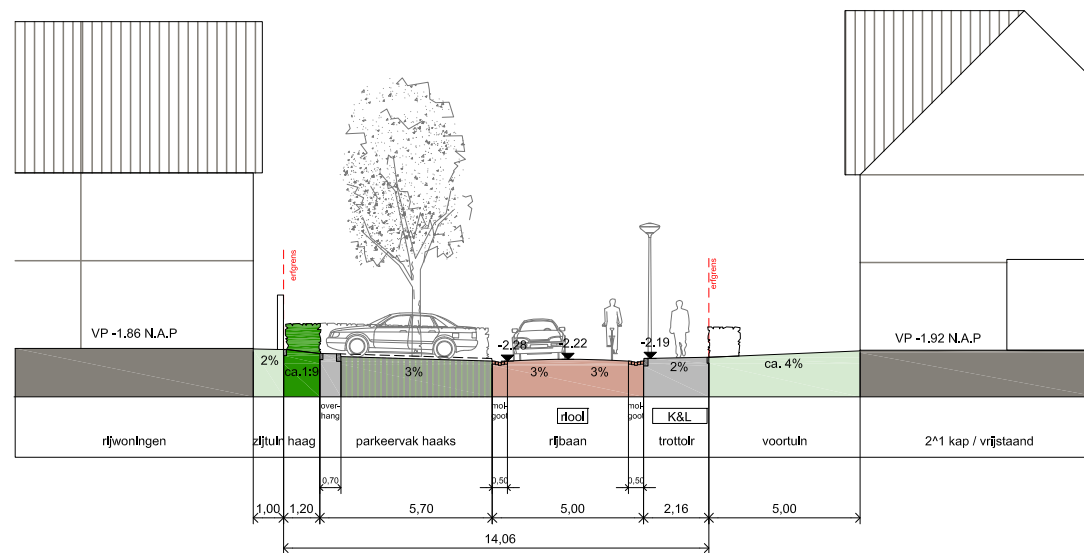 erfgrens
erfgrens
VP -1.86 N.A.P
-2.28
-2.22
-2.19
VP -1.92 N.A.P
2%
ca.1:9
3%
3%
3%
2%
ca. 4%
over-
hang
mol-
goot
riool
mol-
goot
K&L
rijwoningen
zijtuin
haag
parkeervak haaks
rijbaan
trottoir
voortuin
2^1 kap / vrijstaand
0,70
0,50
0,50
1,00
1,20
5,70
5,00
2,16
5,00
14,06